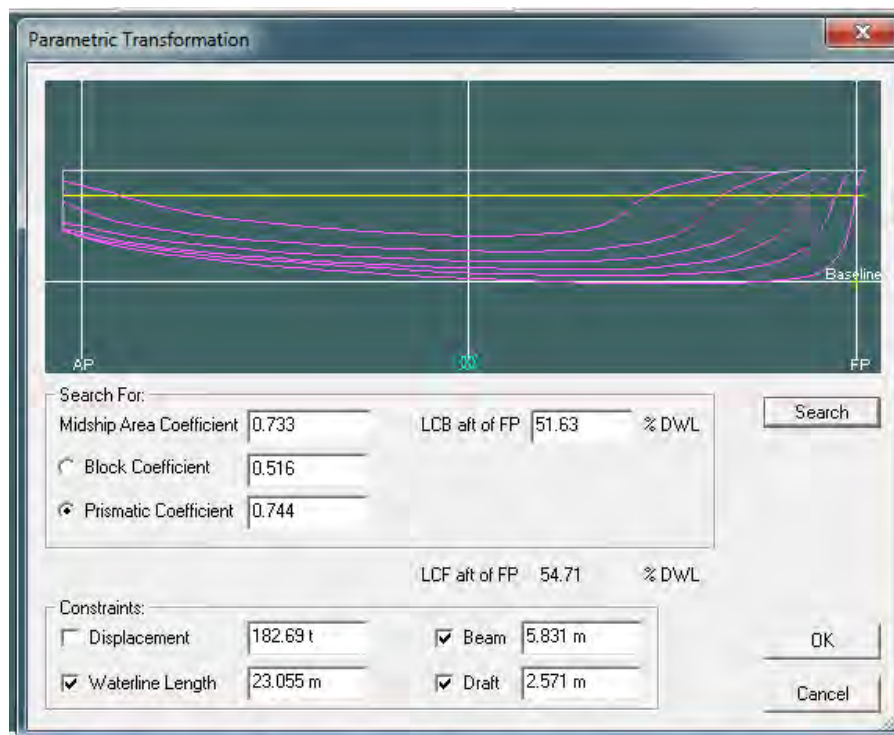 Parametric Transformation
Baseline
AP
FP
Search For:
Midship Area Coefficient 0.733 LCB aft of FP 51.63 % DWL Search
Block Coefficient 0.516
Prismatic Coefficient 0.744
LCF aft of FP 54.71 % DWL
Constraints:
Displacement 182.69 t Beam 5.831 m OK
Waterline Length 23.055 m Draft 2.571 m
Cancel